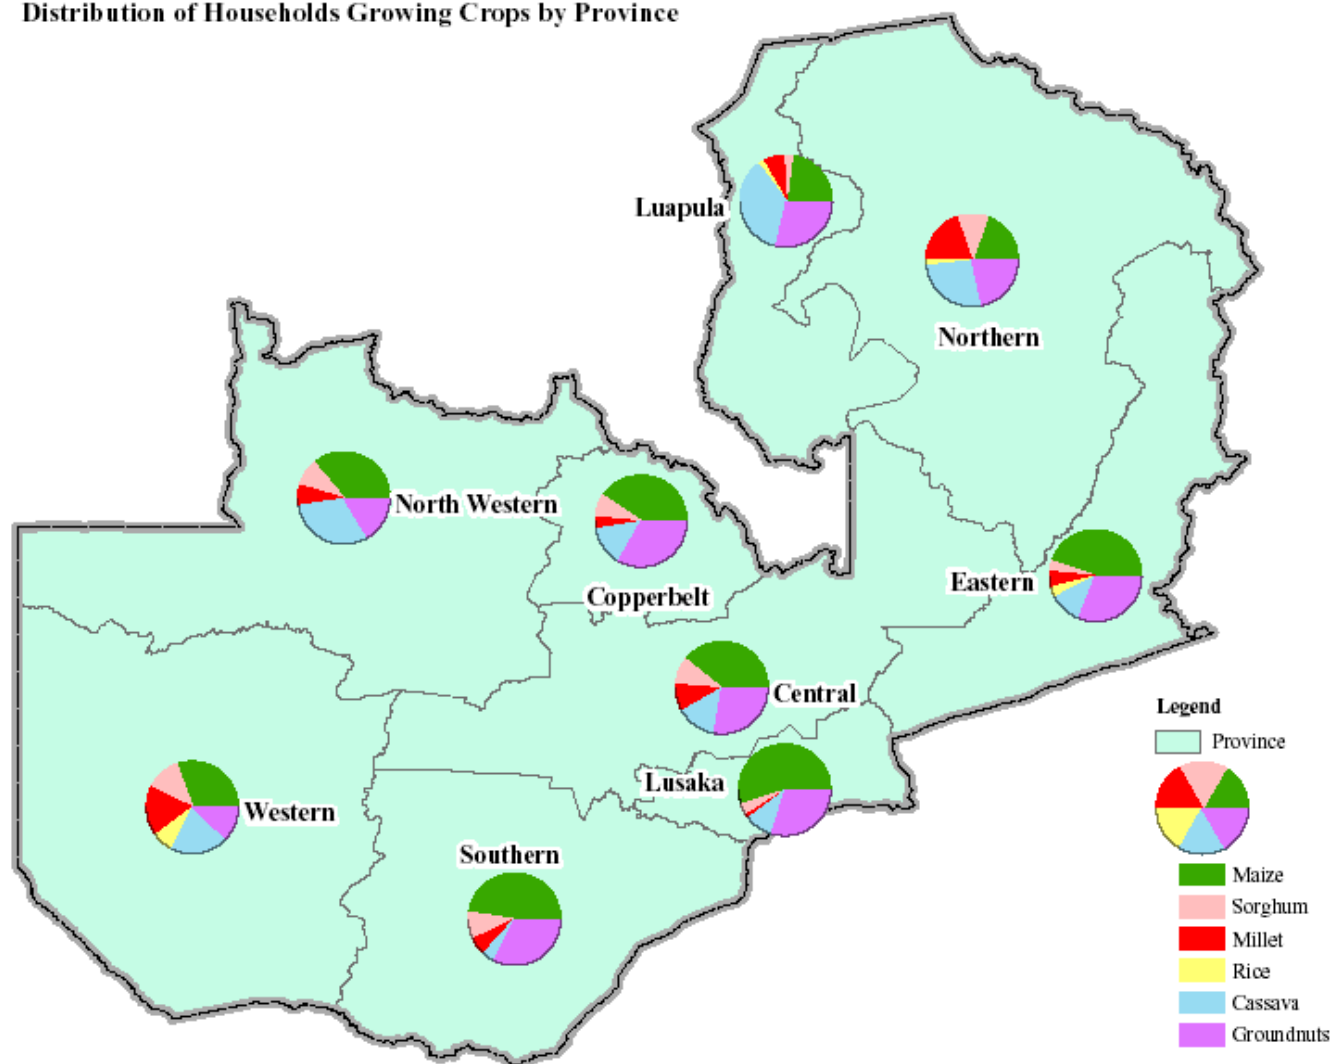 Distribution of Households Growing Crops by Province
Luapula
Northern
North Western
Copperbelt
Eastern
Central
Lusaka
Western
Southern
Legend
Province
Maize
Sorghum
Millet
Rice
Cassava
Groundnuts